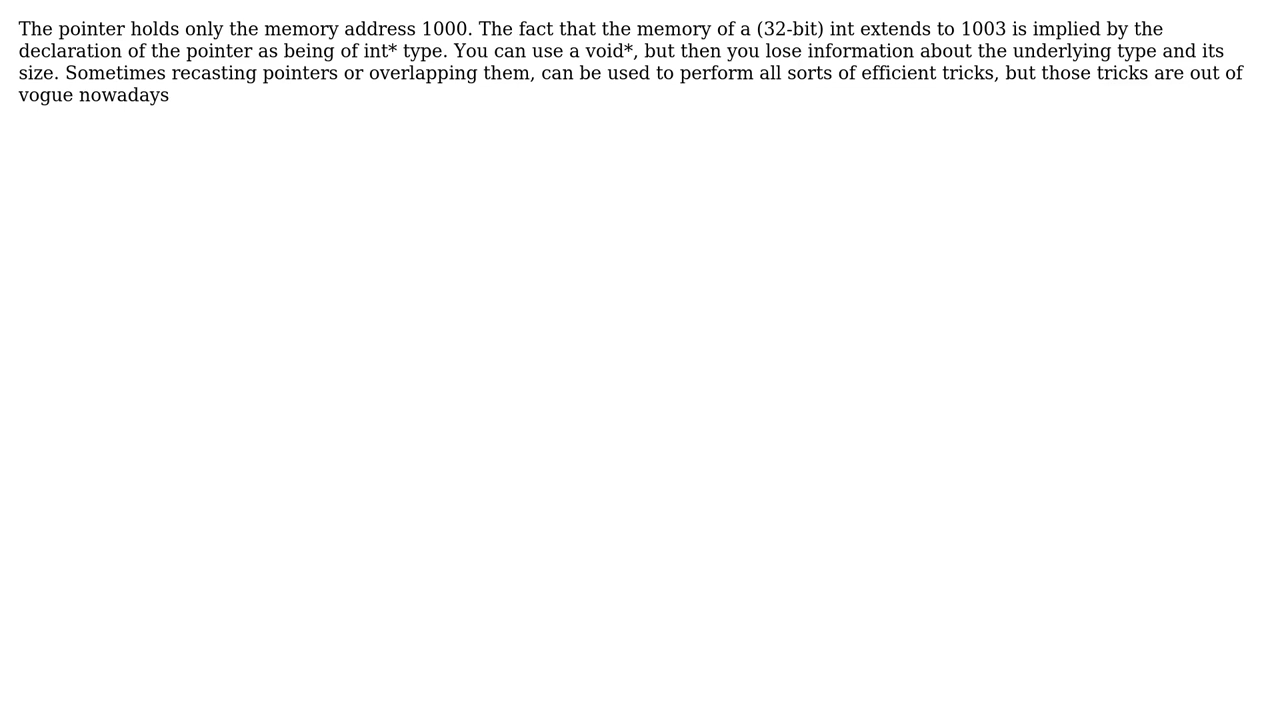 The pointer holds only the memory address 1000. The fact that the memory of a (32-bit) int extends to 1003 is implied by the
declaration of the pointer as being of int* type. You can use a void*, but then you lose information about the underlying type and its
size. Sometimes recasting pointers or overlapping them, can be used to perform all sorts of efficient tricks, but those tricks are out of
vogue nowadays